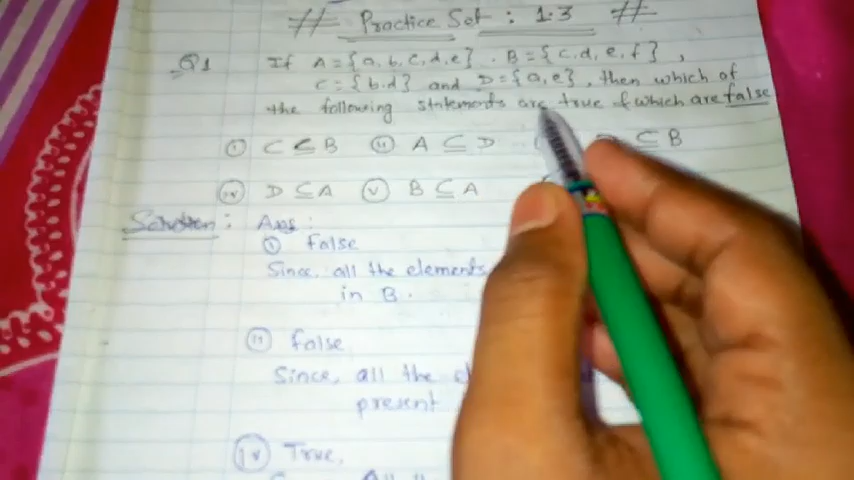 # Practice Set : 1.3 #
Q1 If A = {a, b, c, d, e} . B = {c, d, e, f} ,
C = {b, d} and D = {a, e} , then which of
the following statements are true & which are false
(i) C ⊆ B (ii) A ⊆ D ⊆ B
(iv) D ⊆ A (v) B ⊆ A
Solution : Ans :
(i) False
Since, all the elements
in B.
(ii) False
Since, all the
present
(iv) True,